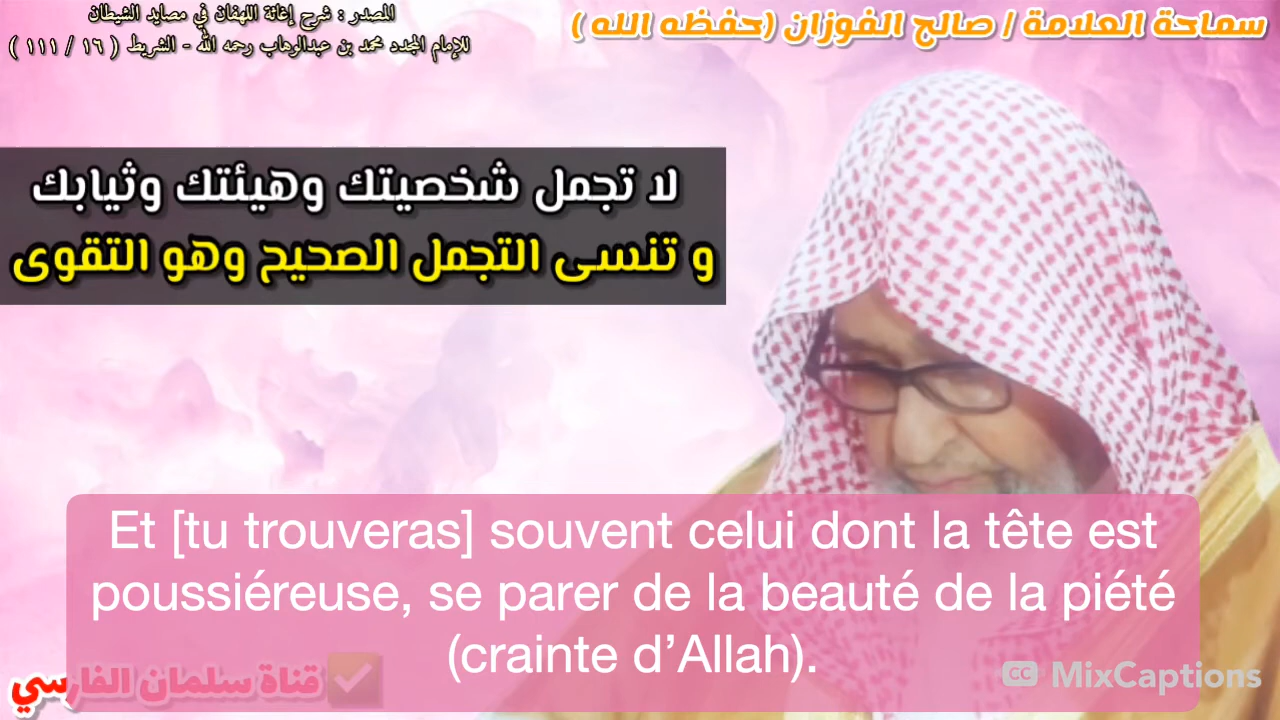 سماحة العلامة / صالح الفوزان (حفظه الله )
المصدر : شرح إغاثة اللهفان في مصايد الشيطان
للإمام المجدد محمد بن عبدالوهاب رحمه الله - الشريط ( ١٦ / ١١١ )
لا تجمل شخصيتك وهيئتك وثيابك
و تنسى التجمل الصحيح وهو التقوى
Et [tu trouveras] souvent celui dont la tête est
poussiéreuse, se parer de la beauté de la piété
(crainte d’Allah).
قناة سلمان الفارسي
CC MixCaptions